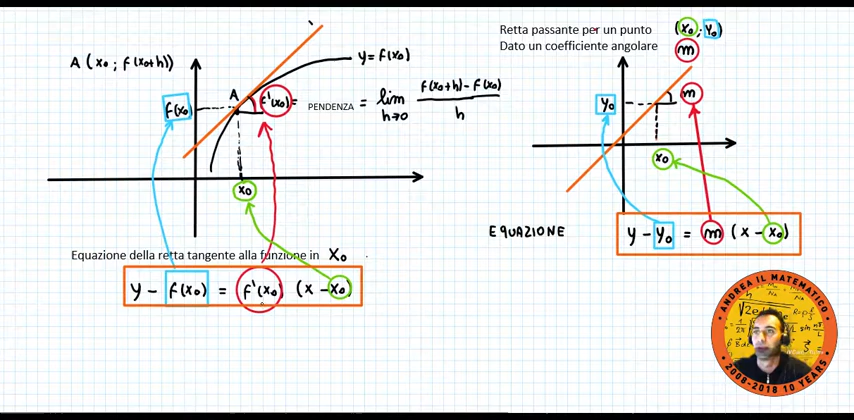 A (x₀ ; f(x₀+h))
y = f(x₀)
f(x₀)
A
f'(x₀) = PENDENZA = lim h→0 f(x₀+h) - f(x₀) / h
x₀
Equazione della retta tangente alla funzione in x₀
y - f(x₀) = f'(x₀) (x - x₀)
Retta passante per un punto (x₀ ; y₀)
Dato un coefficiente angolare m
y₀
m
x₀
EQUAZIONE y - y₀ = m (x - x₀)
ANDREA IL MATEMATICO
2008-2018 10 YEARS